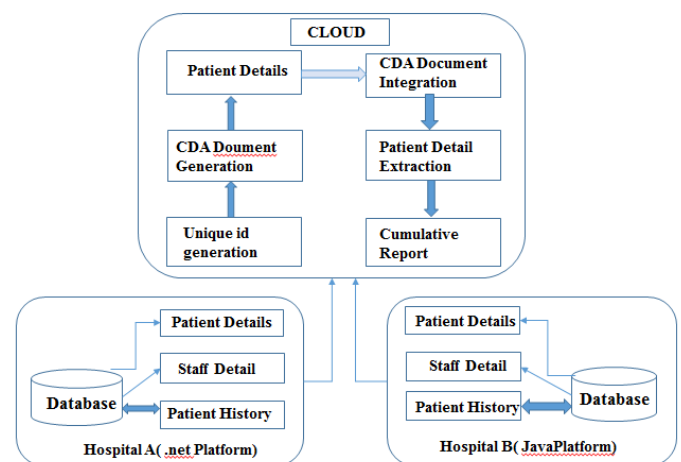 CLOUD
Patient Details
CDA Document
Integration
CDA Doument
Generation
Patient Detail
Extraction
Unique id
generation
Cumulative
Report
Patient Details
Staff Detail
Database
Patient History
Hospital A( .net Platform)
Patient Details
Staff Detail
Patient History
Database
Hospital B( JavaPlatform)